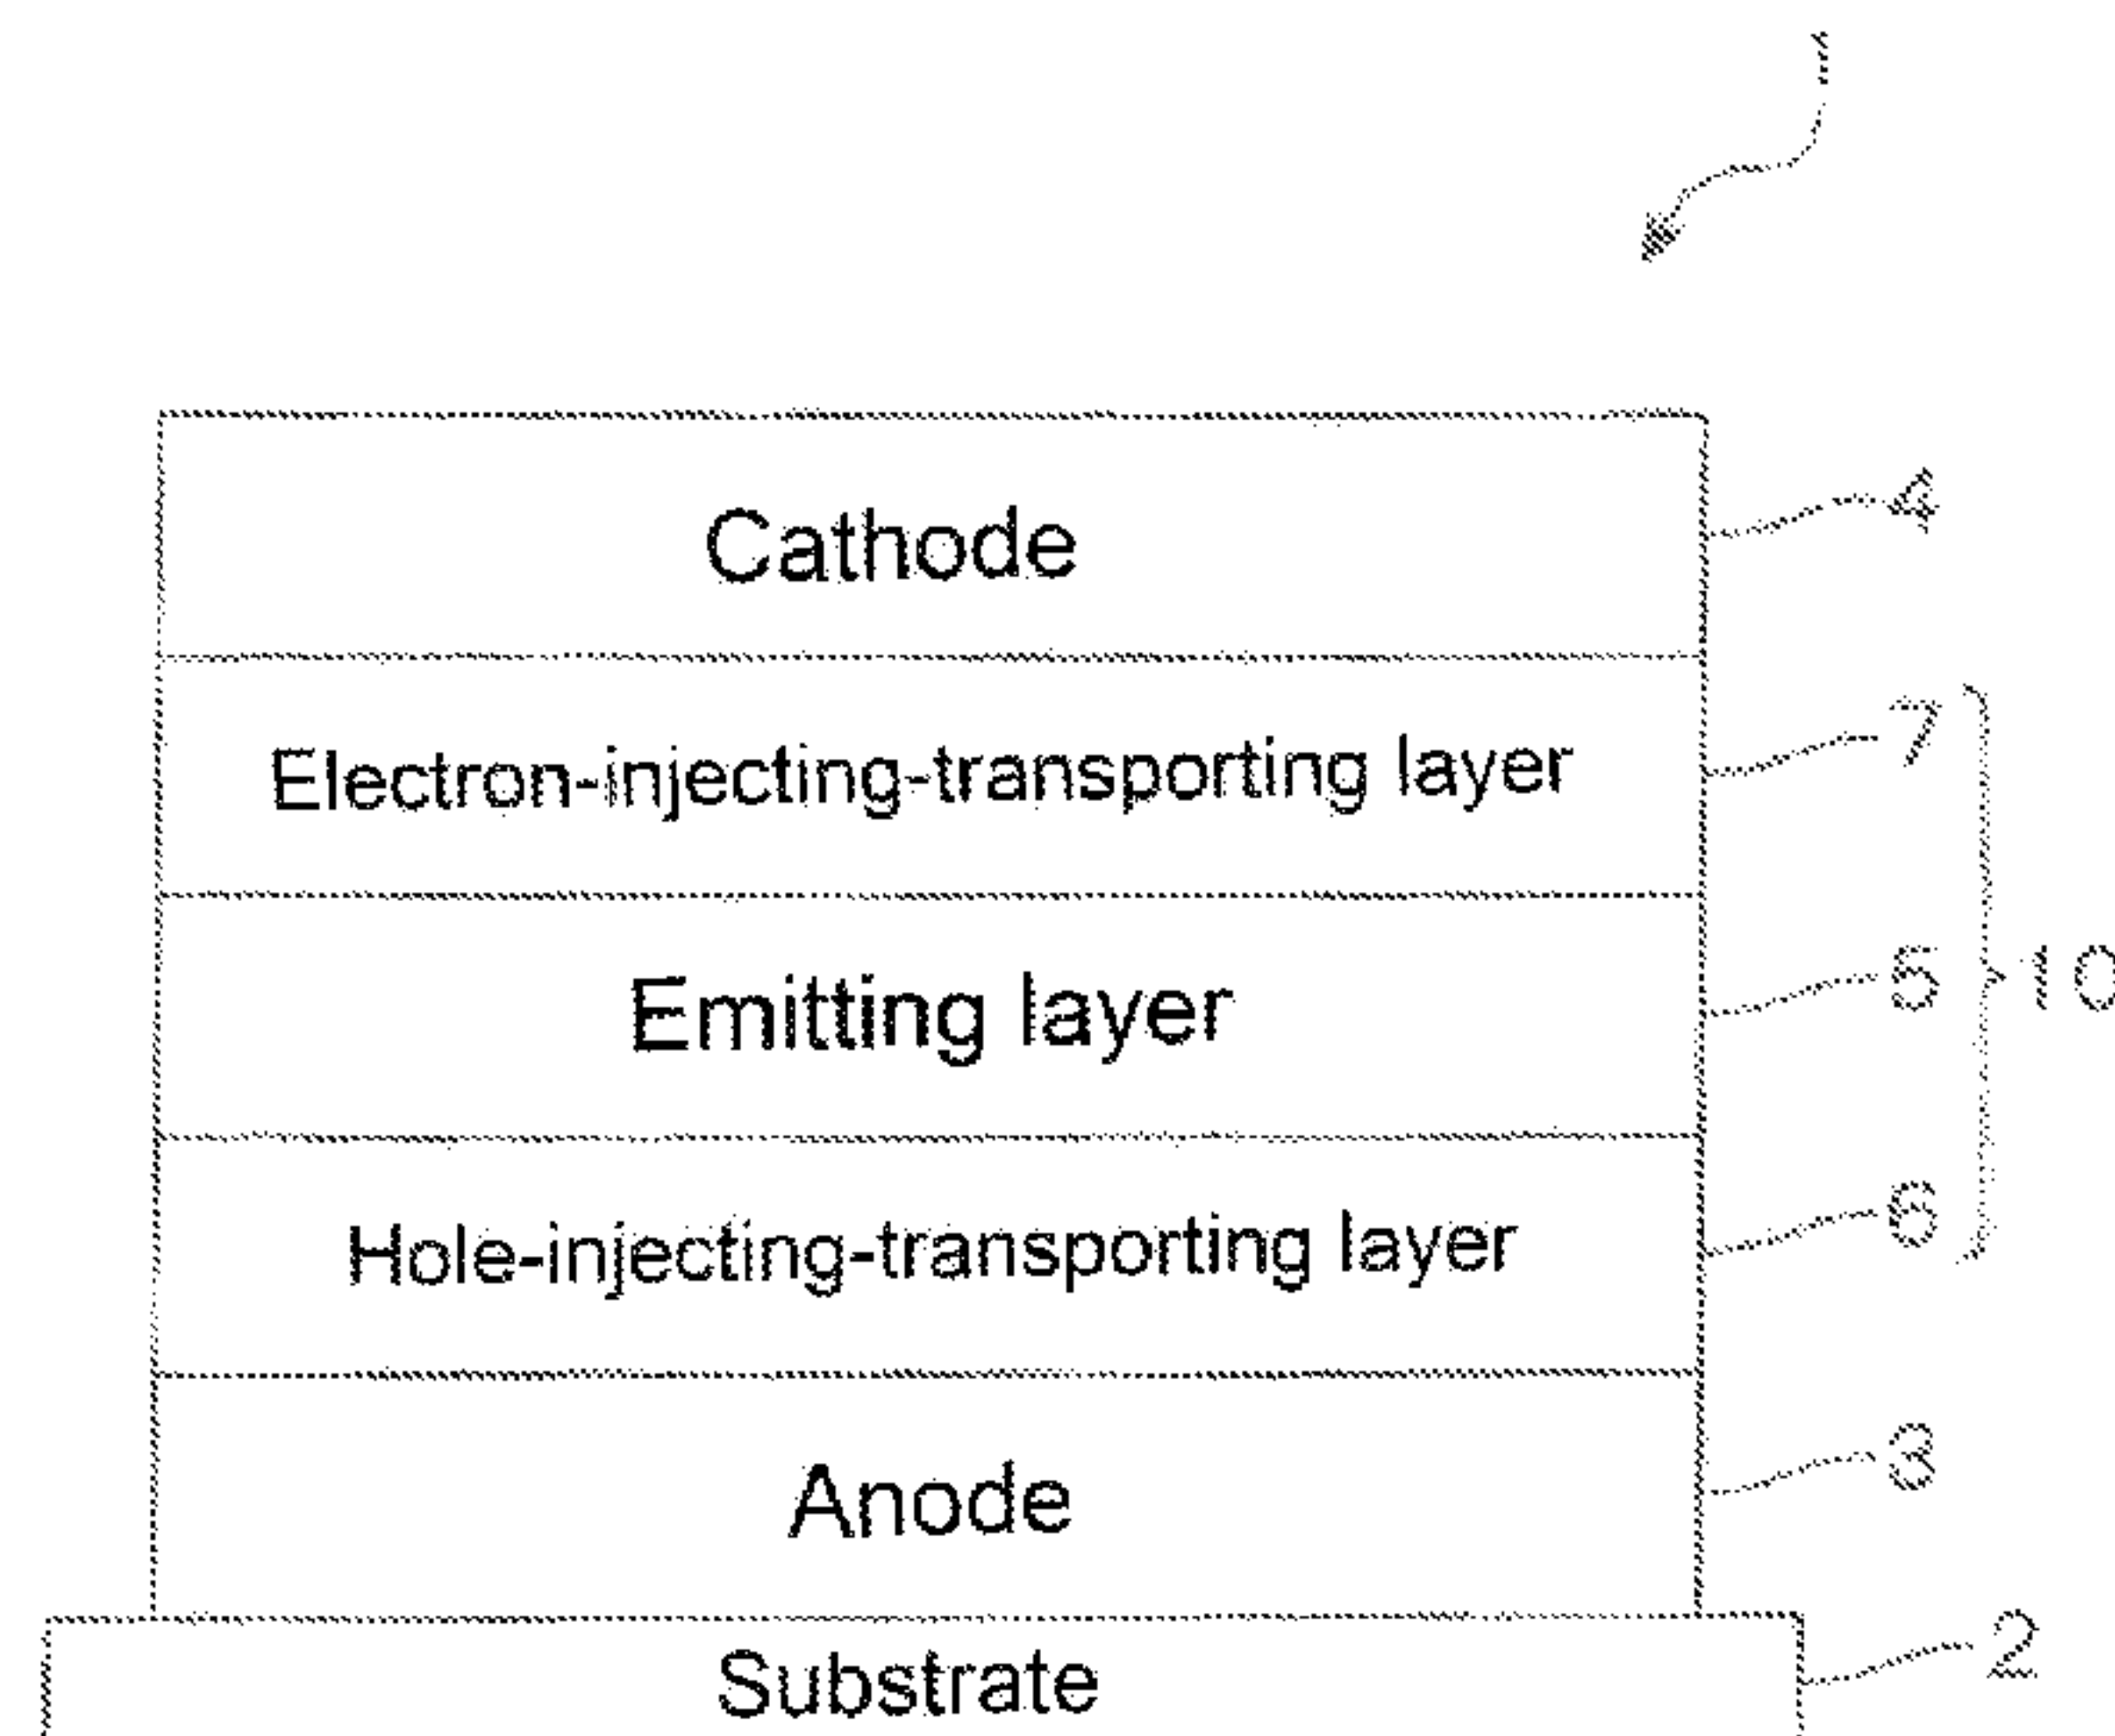 1
Cathode 4
Electron-injecting-transporting layer 7
Emitting layer 5 10
Hole-injecting-transporting layer 6
Anode 3
Substrate 2